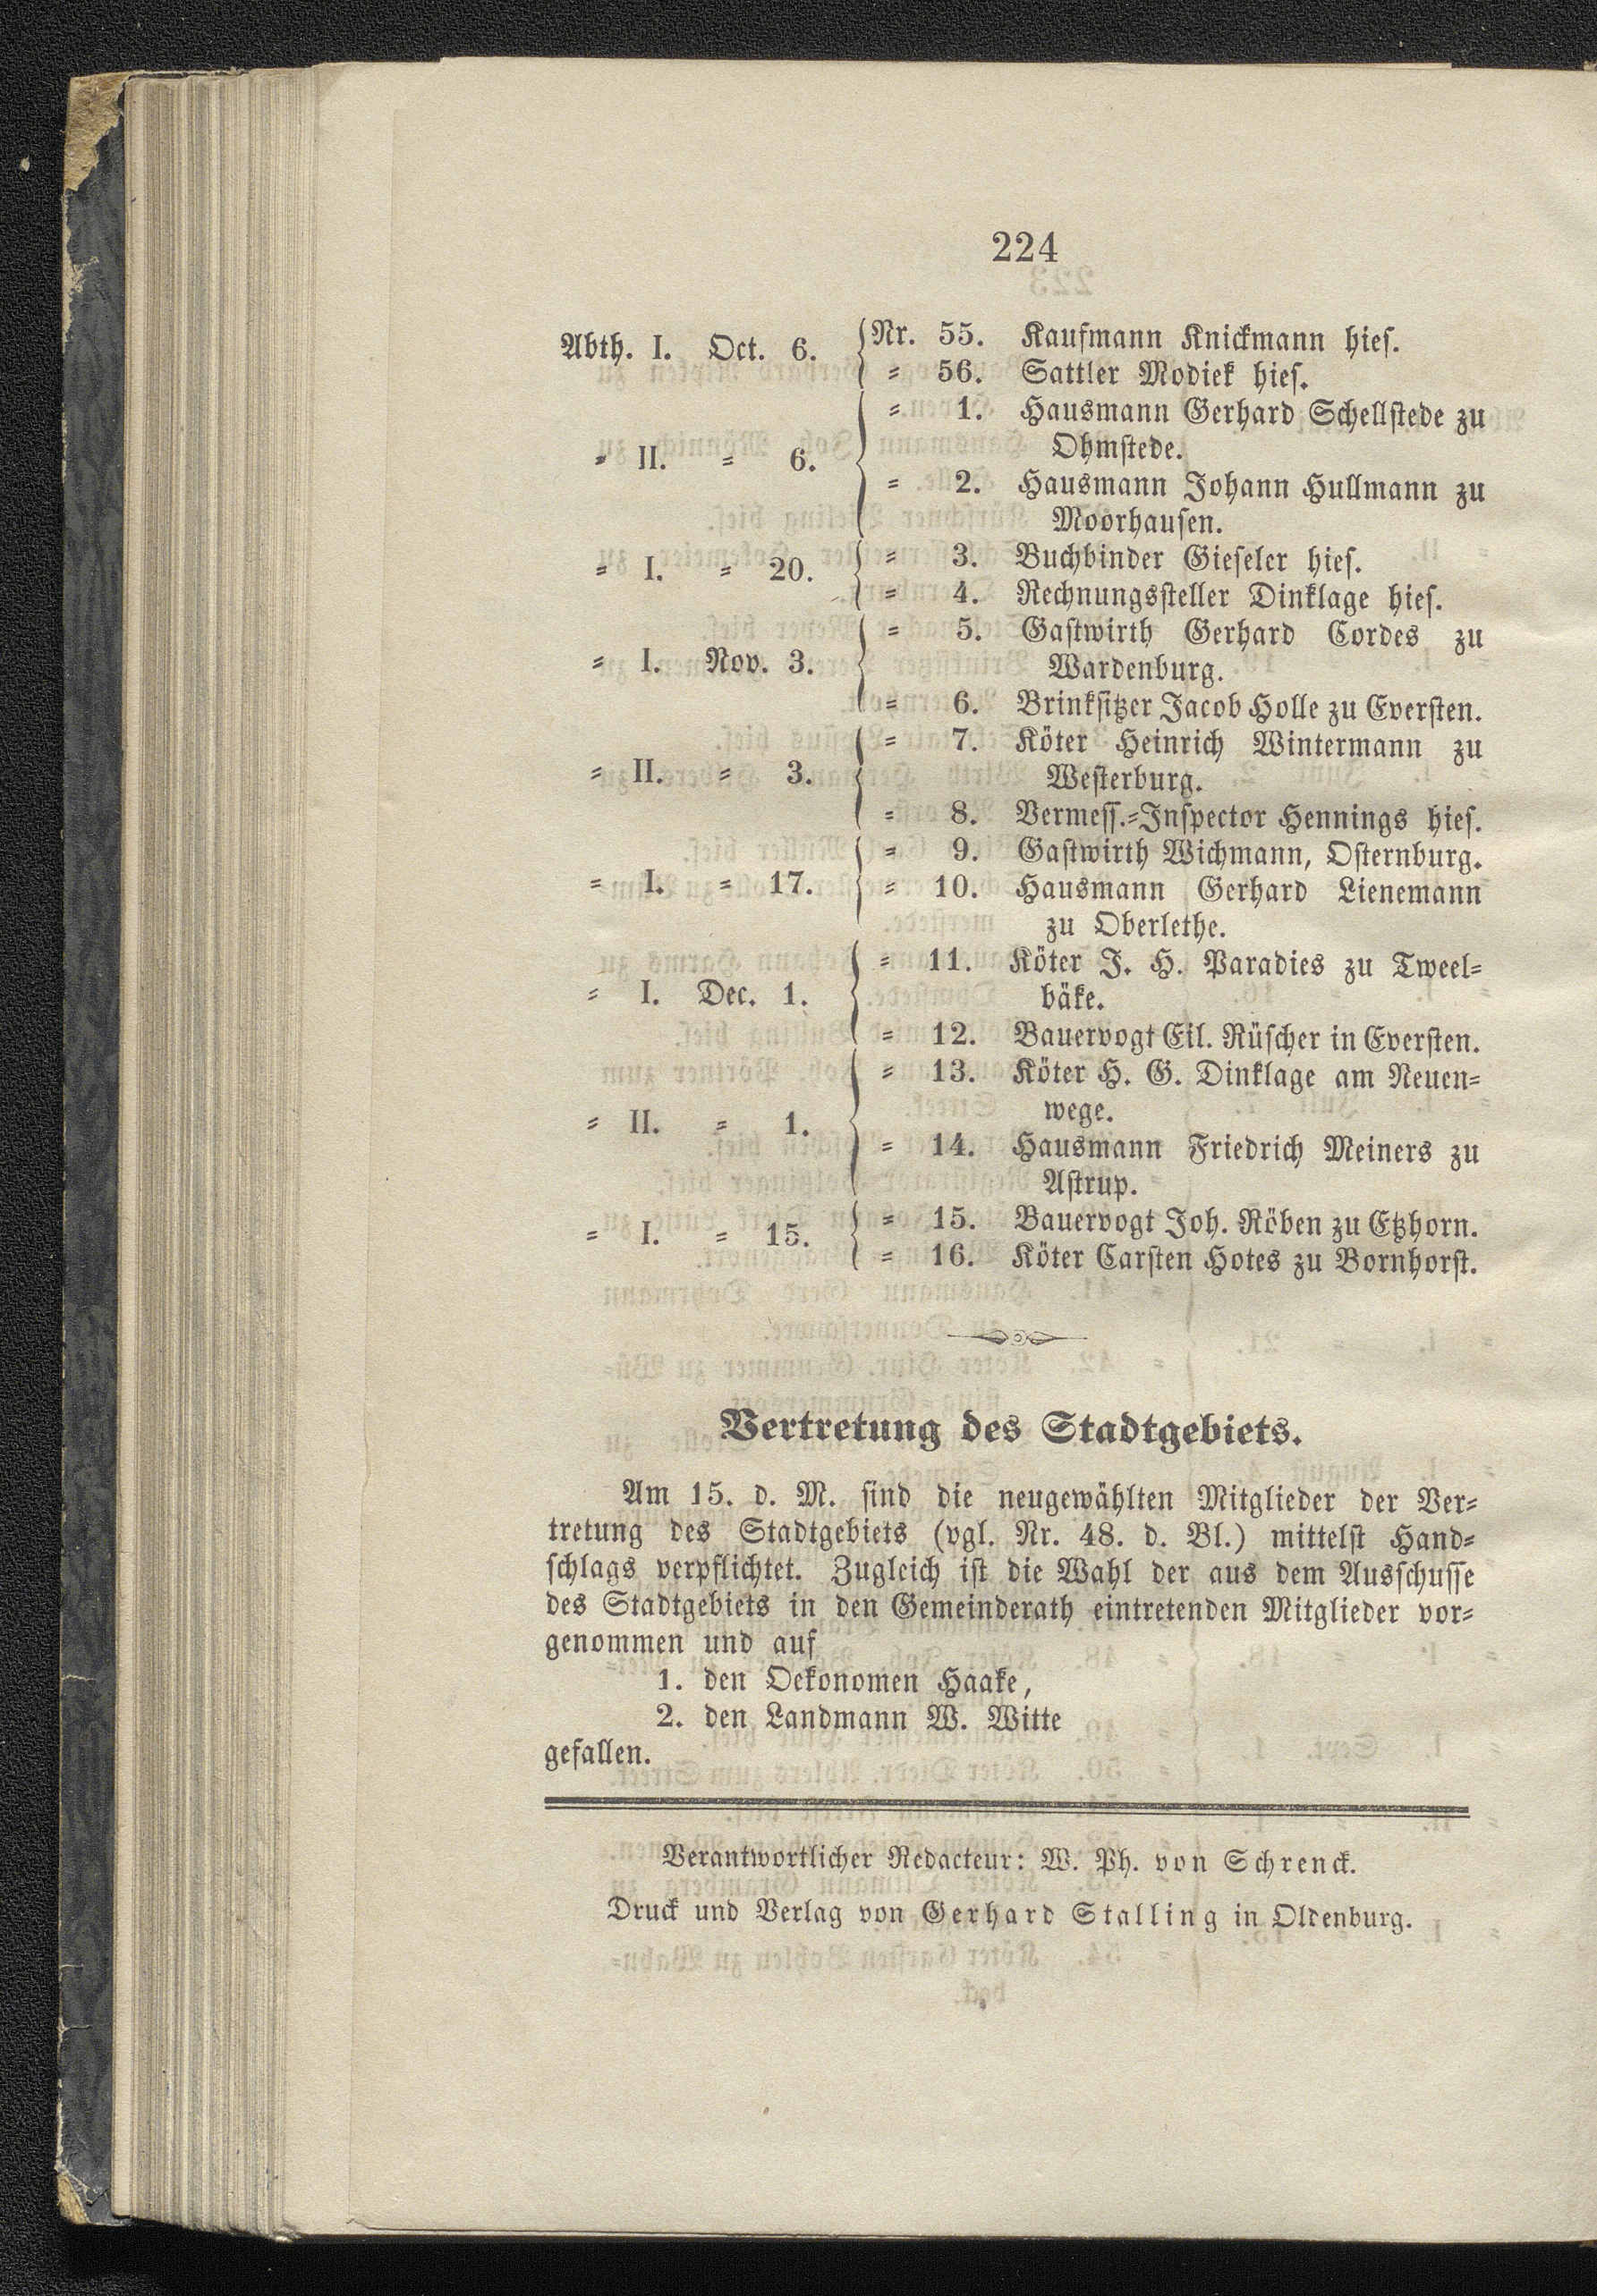 224
Abth. I. Oct. 6. Nr. 55. Kaufmann Knickmann hies.
= 56. Sattler Modiek hies.
= II. = 6. = 1. Hausmann Gerhard Schellstede zu
Ohmstede.
= 2. Hausmann Johann Hullmann zu
Moorhausen.
= I. = 20. = 3. Buchbinder Gieseler hies.
= 4. Rechnungssteller Dinklage hies.
= I. Nov. 3. = 5. Gastwirth Gerhard Cordes zu
Wardenburg.
= 6. Brinksitzer Jacob Holle zu Eversten.
= II. = 3. = 7. Köter Heinrich Wintermann zu
Westerburg.
= 8. Vermess.=Inspector Hennings hies.
= I. = 17. = 9. Gastwirth Wichmann, Osternburg.
= 10. Hausmann Gerhard Lienemann
zu Oberlethe.
= I. Dec. 1. = 11. Köter J. H. Paradies zu Tweel=
bäke.
= 12. Bauervogt Eil. Rüscher in Eversten.
= II. = 1. = 13. Köter H. G. Dinklage am Neuen=
wege.
= 14. Hausmann Friedrich Meiners zu
Astrup.
= I. = 15. = 15. Bauervogt Joh. Röben zu Etzhorn.
= 16. Köter Carsten Hotes zu Bornhorst.
Vertretung des Stadtgebiets.
Am 15. d. M. sind die neugewählten Mitglieder der Ver=
tretung des Stadtgebiets (vgl. Nr. 48. d. Bl.) mittelst Hand=
schlags verpflichtet. Zugleich ist die Wahl der aus dem Ausschusse
des Stadtgebiets in den Gemeinderath eintretenden Mitglieder vor=
genommen und auf
1. den Oekonomen Haake,
2. den Landmann W. Witte
gefallen.
Verantwortlicher Redacteur: W. Ph. von Schrenck.
Druck und Verlag von Gerhard Stalling in Oldenburg.